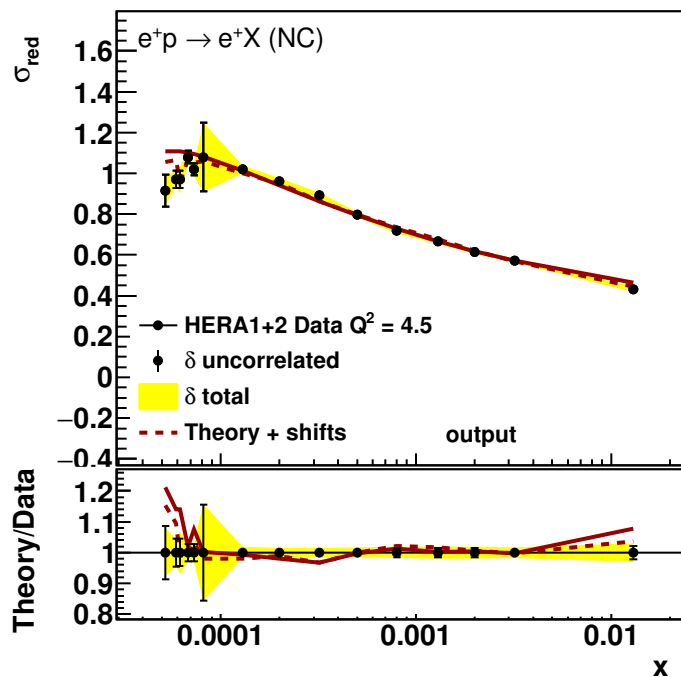 e⁺p → e⁺X (NC)
σ_red
1.6
1.4
1.2
1
0.8
0.6
0.4
0.2
0
−0.2
−0.4
HERA1+2 Data Q² = 4.5
δ uncorrelated
δ total
Theory + shifts
output
Theory/Data
1.2
1.1
1.0
0.9
0.8
0.0001
0.001
0.01
x